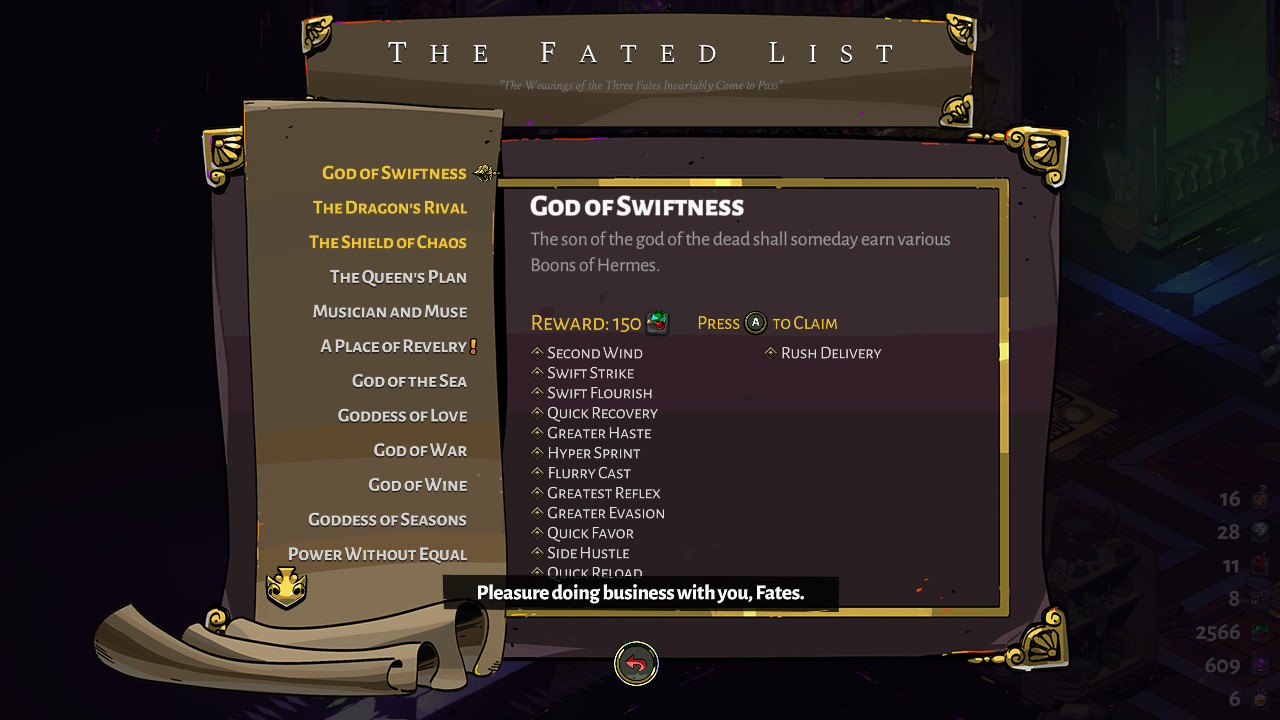 The Fated List
"The Weavings of the Three Fates Invariably Come to Pass"
God of Swiftness
The Dragon's Rival
The Shield of Chaos
The Queen's Plan
Musician and Muse
A Place of Revelry !
God of the Sea
Goddess of Love
God of War
God of Wine
Goddess of Seasons
Power Without Equal
God of Swiftness
The son of the god of the dead shall someday earn various
Boons of Hermes.
Reward: 150 Press A to Claim
Second Wind
Swift Strike
Swift Flourish
Quick Recovery
Greater Haste
Hyper Sprint
Flurry Cast
Greatest Reflex
Greater Evasion
Quick Favor
Side Hustle
Quick Reload
Rush Delivery
Pleasure doing business with you, Fates.
16
28
11
8
2566
609
6